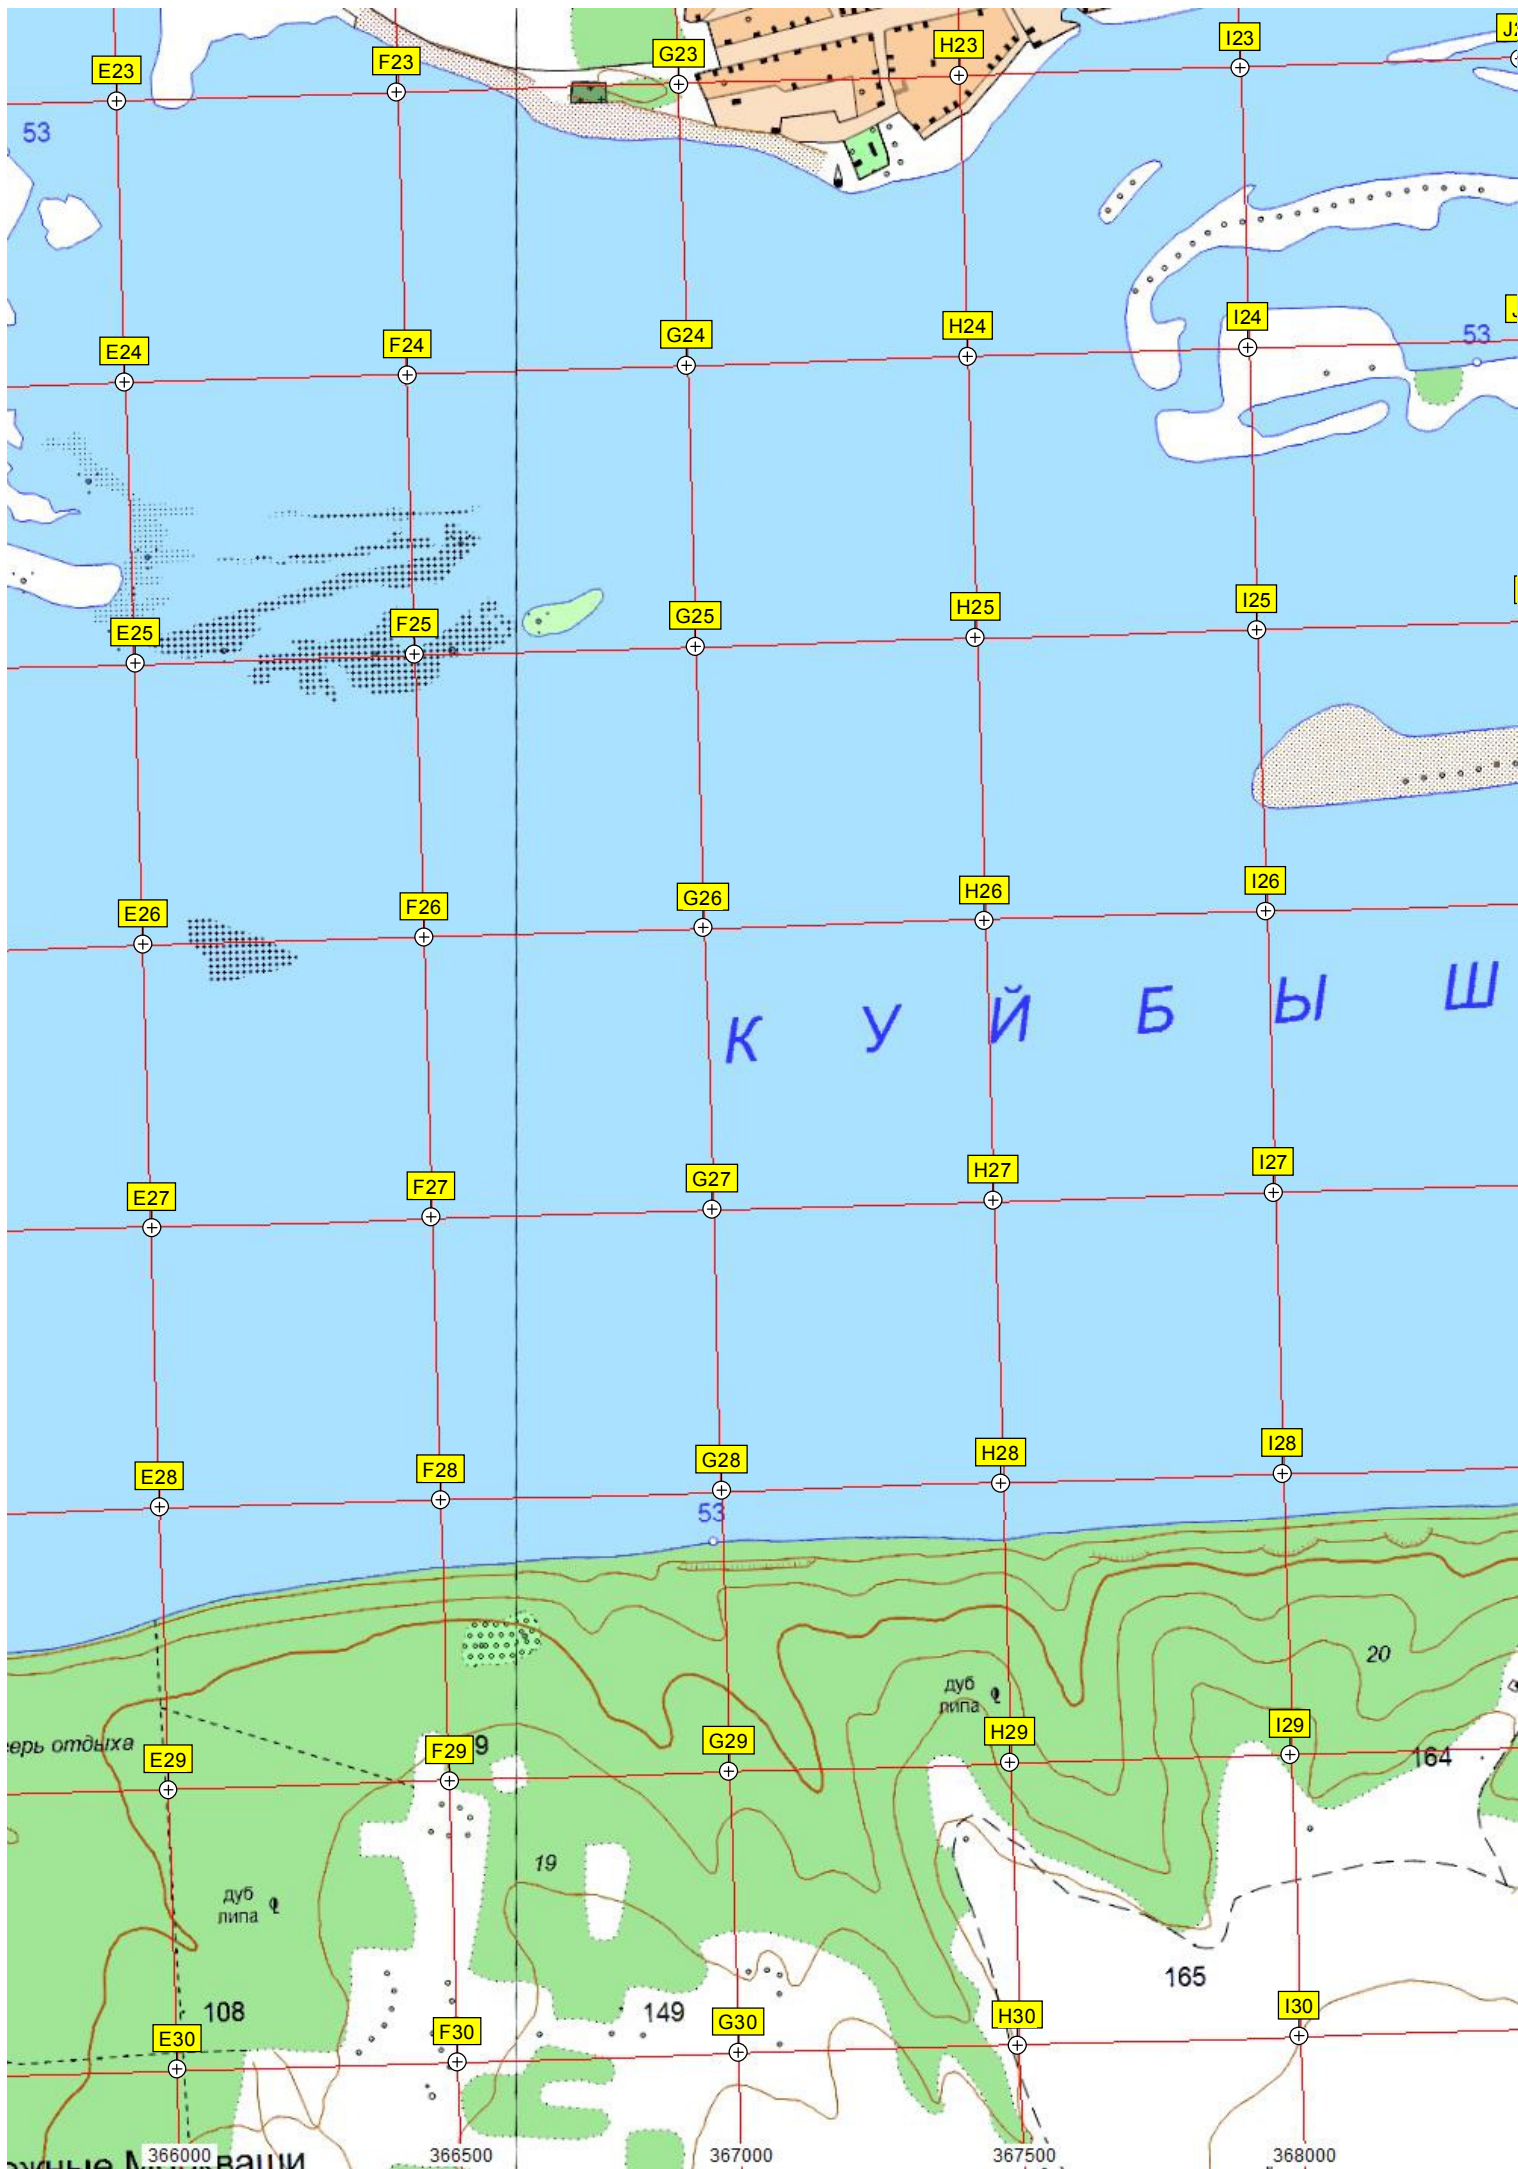 E23 F23 G23 H23 I23
53
E24 F24 G24 H24 I24
53
E25 F25 G25 H25 I25
E26 F26 G26 H26 I26
К У Й Б Ы Ш
E27 F27 G27 H27 I27
E28 F28 G28 H28 I28
53
20
дуб
липа
ерь отдыха
E29 F29 9 G29 H29 I29
164
19
дуб
липа
165
108
149
E30 F30 G30 H30 I30
366000 366500 367000 367500 368000